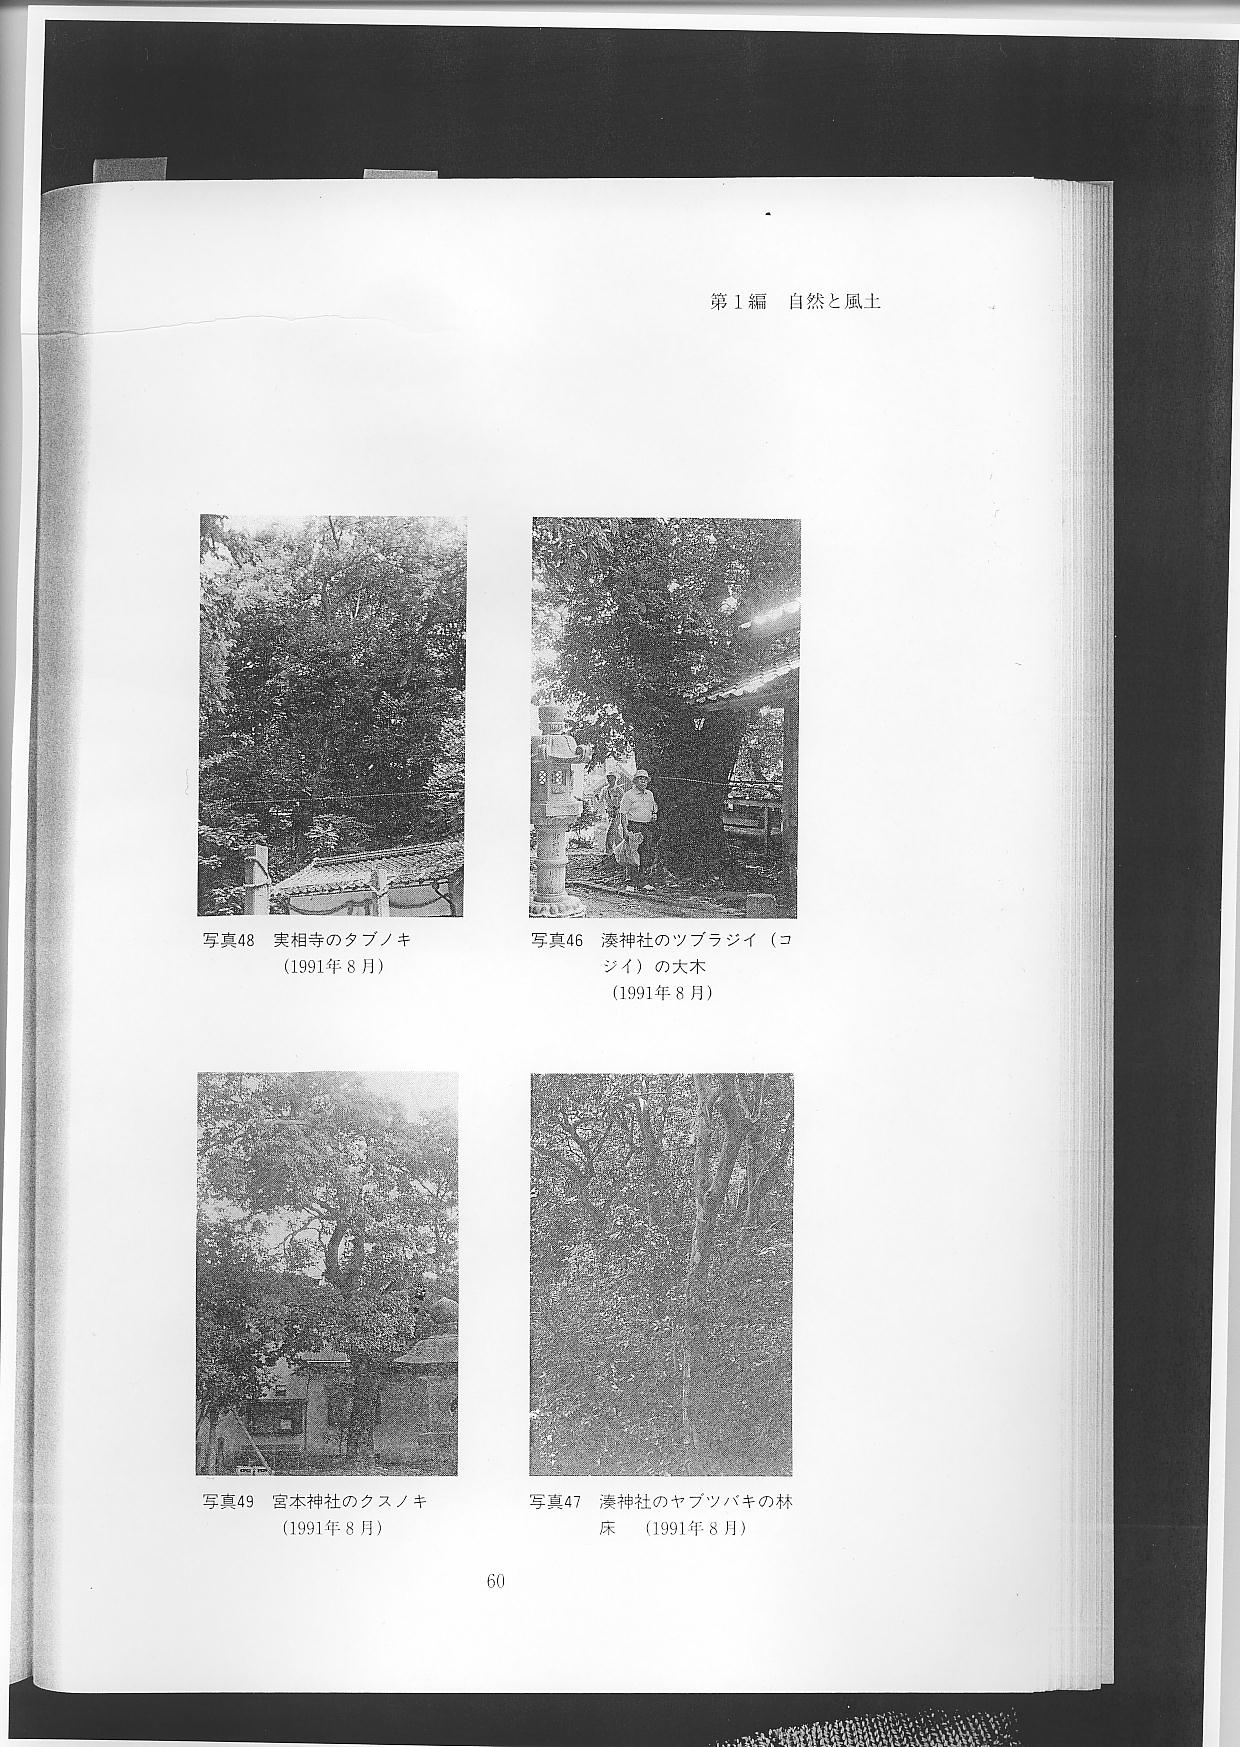 第1編　自然と風土
写真48　実相寺のタブノキ
(1991年8月)
写真46　湊神社のツブラジイ（コ
ジイ）の大木
(1991年8月)
写真49　宮本神社のクスノキ
(1991年8月)
写真47　湊神社のヤブツバキの林
床　(1991年8月)
60